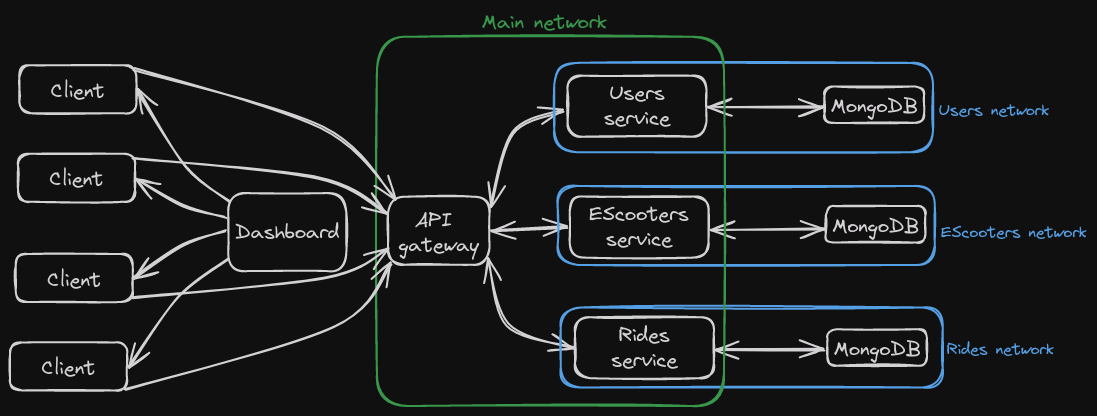 Main network
Client
Client
Client
Client
Dashboard
API
gateway
Users
service
MongoDB
Users network
EScooters
service
MongoDB
EScooters network
Rides
service
MongoDB
Rides network